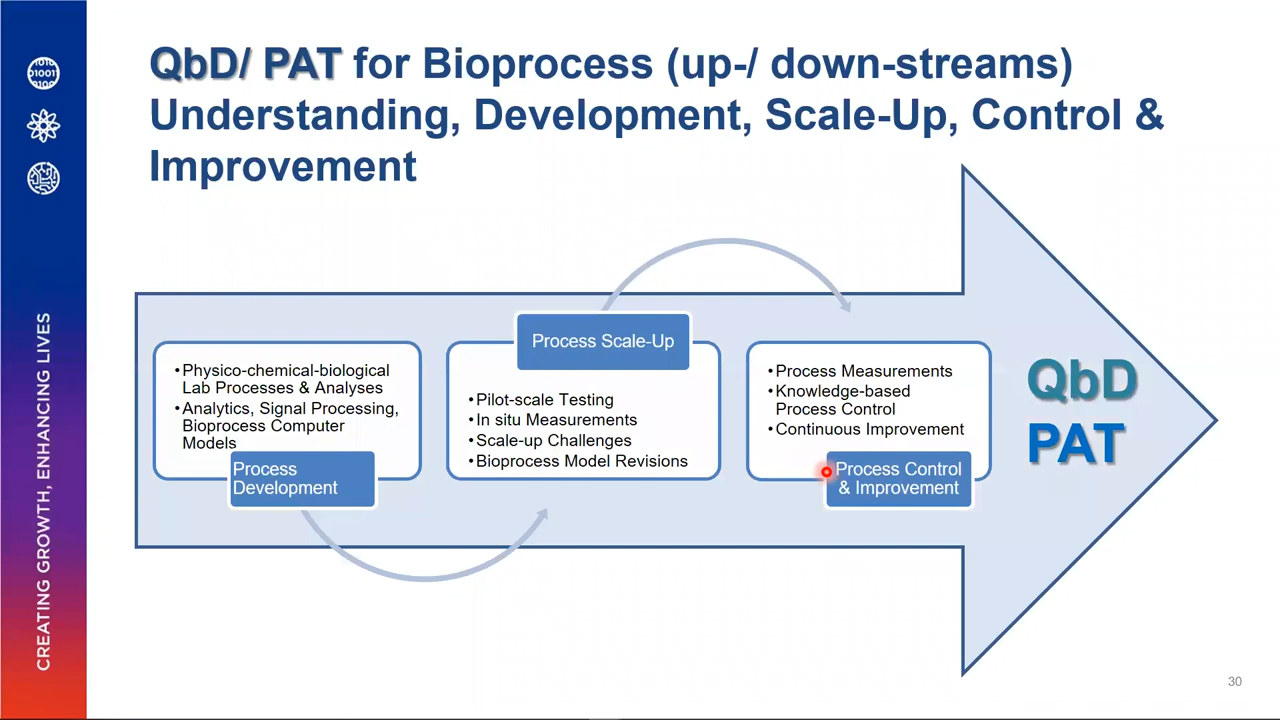 QbD/ PAT for Bioprocess (up-/ down-streams)
Understanding, Development, Scale-Up, Control &
Improvement
•Physico-chemical-biological
Lab Processes & Analyses
•Analytics, Signal Processing,
Bioprocess Computer
Models
Process
Development
Process Scale-Up
•Pilot-scale Testing
•In situ Measurements
•Scale-up Challenges
•Bioprocess Model Revisions
•Process Measurements
•Knowledge-based
Process Control
•Continuous Improvement
Process Control
& Improvement
QbD
PAT
CREATING GROWTH, ENHANCING LIVES
30